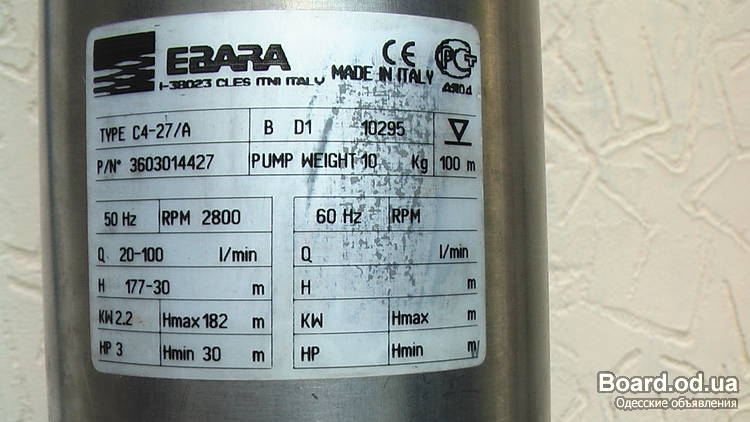 EBARA
I-38023 CLES (TN) ITALY MADE IN ITALY
CE
TYPE C4-27/A B D1 10295
P/N° 3603014427 PUMP WEIGHT 10 Kg 100 m
50 Hz RPM 2800
Q 20-100 l/min
H 177-30 m
KW 2.2 Hmax 182 m
HP 3 Hmin 30 m
60 Hz RPM
Q l/min
H m
KW Hmax m
HP Hmin m
Board.od.ua
Одесские объявления